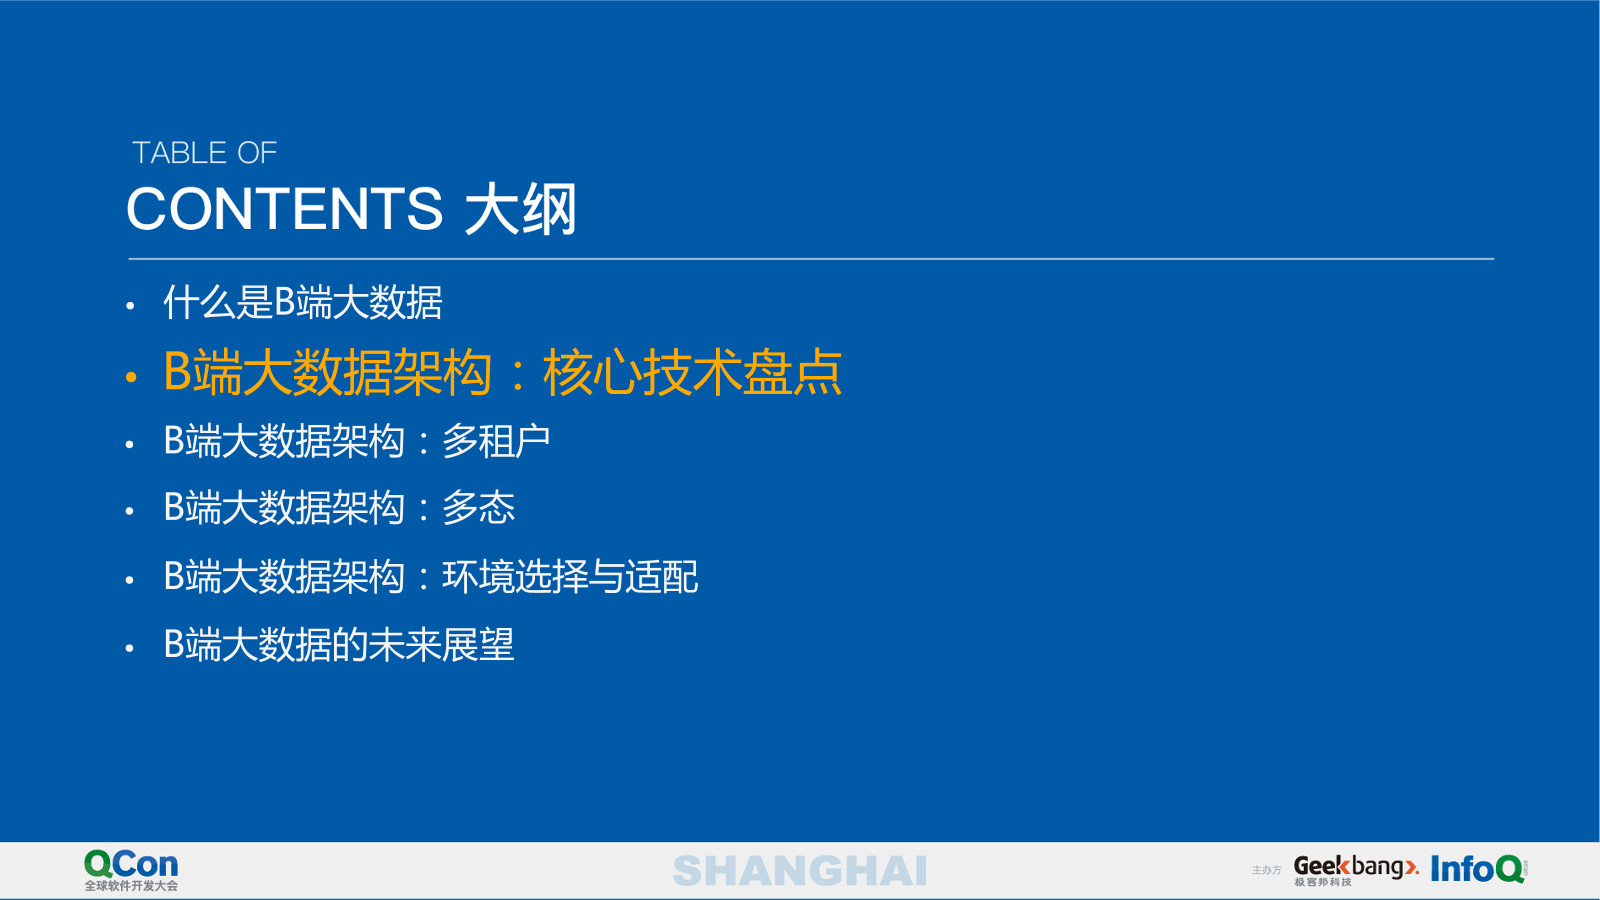 TABLE OF
CONTENTS 大纲
• 什么是B端大数据
• B端大数据架构：核心技术盘点
• B端大数据架构：多租户
• B端大数据架构：多态
• B端大数据架构：环境选择与适配
• B端大数据的未来展望
QCon
全球软件开发大会
SHANGHAI
主办方
Geekbang>.
极客邦科技
InfoQ